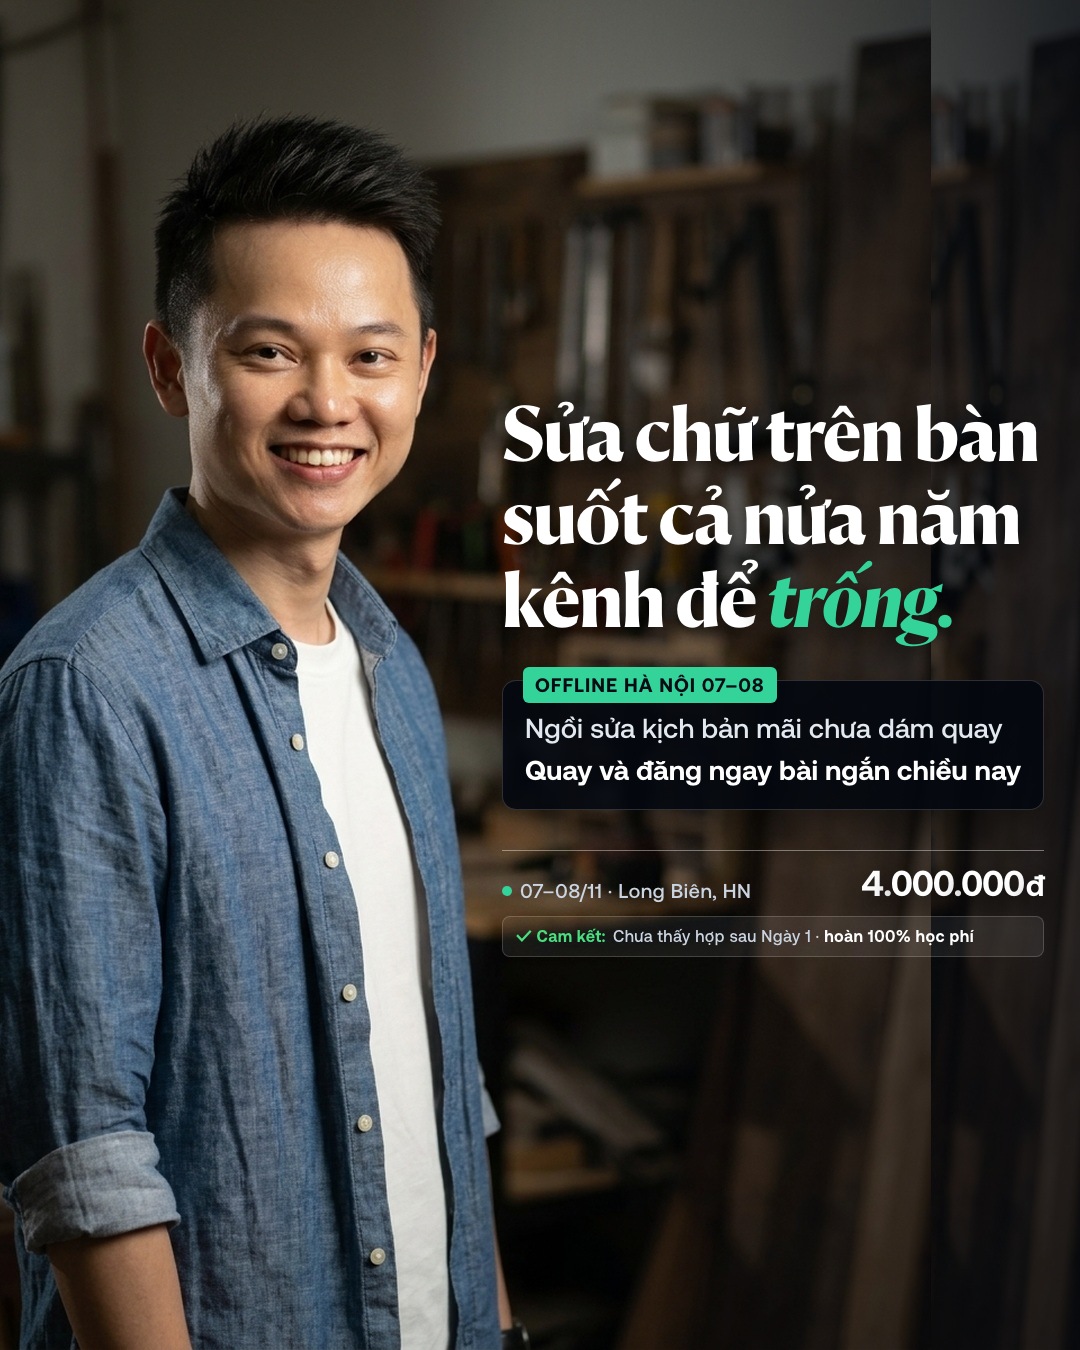 Sửa chữ trên bàn
suốt cả nửa năm
kênh để trống.
OFFLINE HÀ NỘI 07–08
Ngồi sửa kịch bản mãi chưa dám quay
Quay và đăng ngay bài ngắn chiều nay
07–08/11 · Long Biên, HN
4.000.000đ
✓ Cam kết: Chưa thấy hợp sau Ngày 1 · hoàn 100% học phí